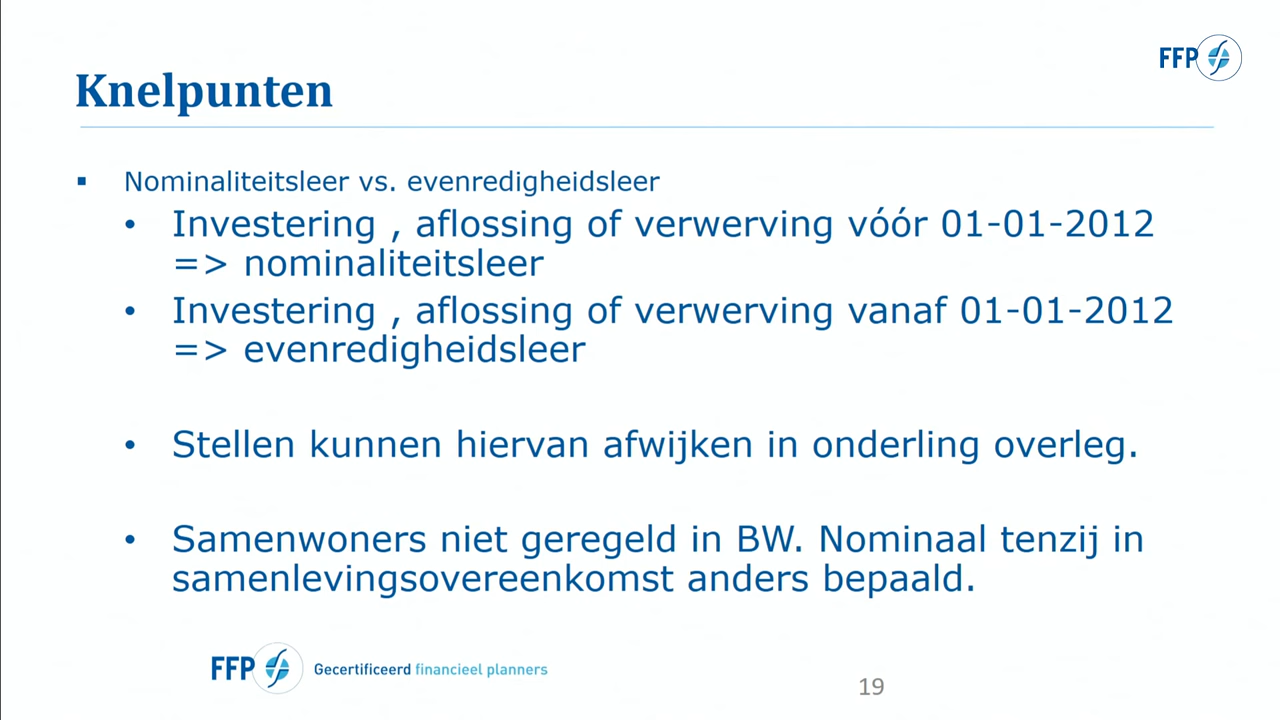 FFP
Knelpunten
▪ Nominaliteitsleer vs. evenredigheidsleer
• Investering , aflossing of verwerving vóór 01-01-2012
=> nominaliteitsleer
• Investering , aflossing of verwerving vanaf 01-01-2012
=> evenredigheidsleer
• Stellen kunnen hiervan afwijken in onderling overleg.
• Samenwoners niet geregeld in BW. Nominaal tenzij in
samenlevingsovereenkomst anders bepaald.
FFP Gecertificeerd financieel planners
19